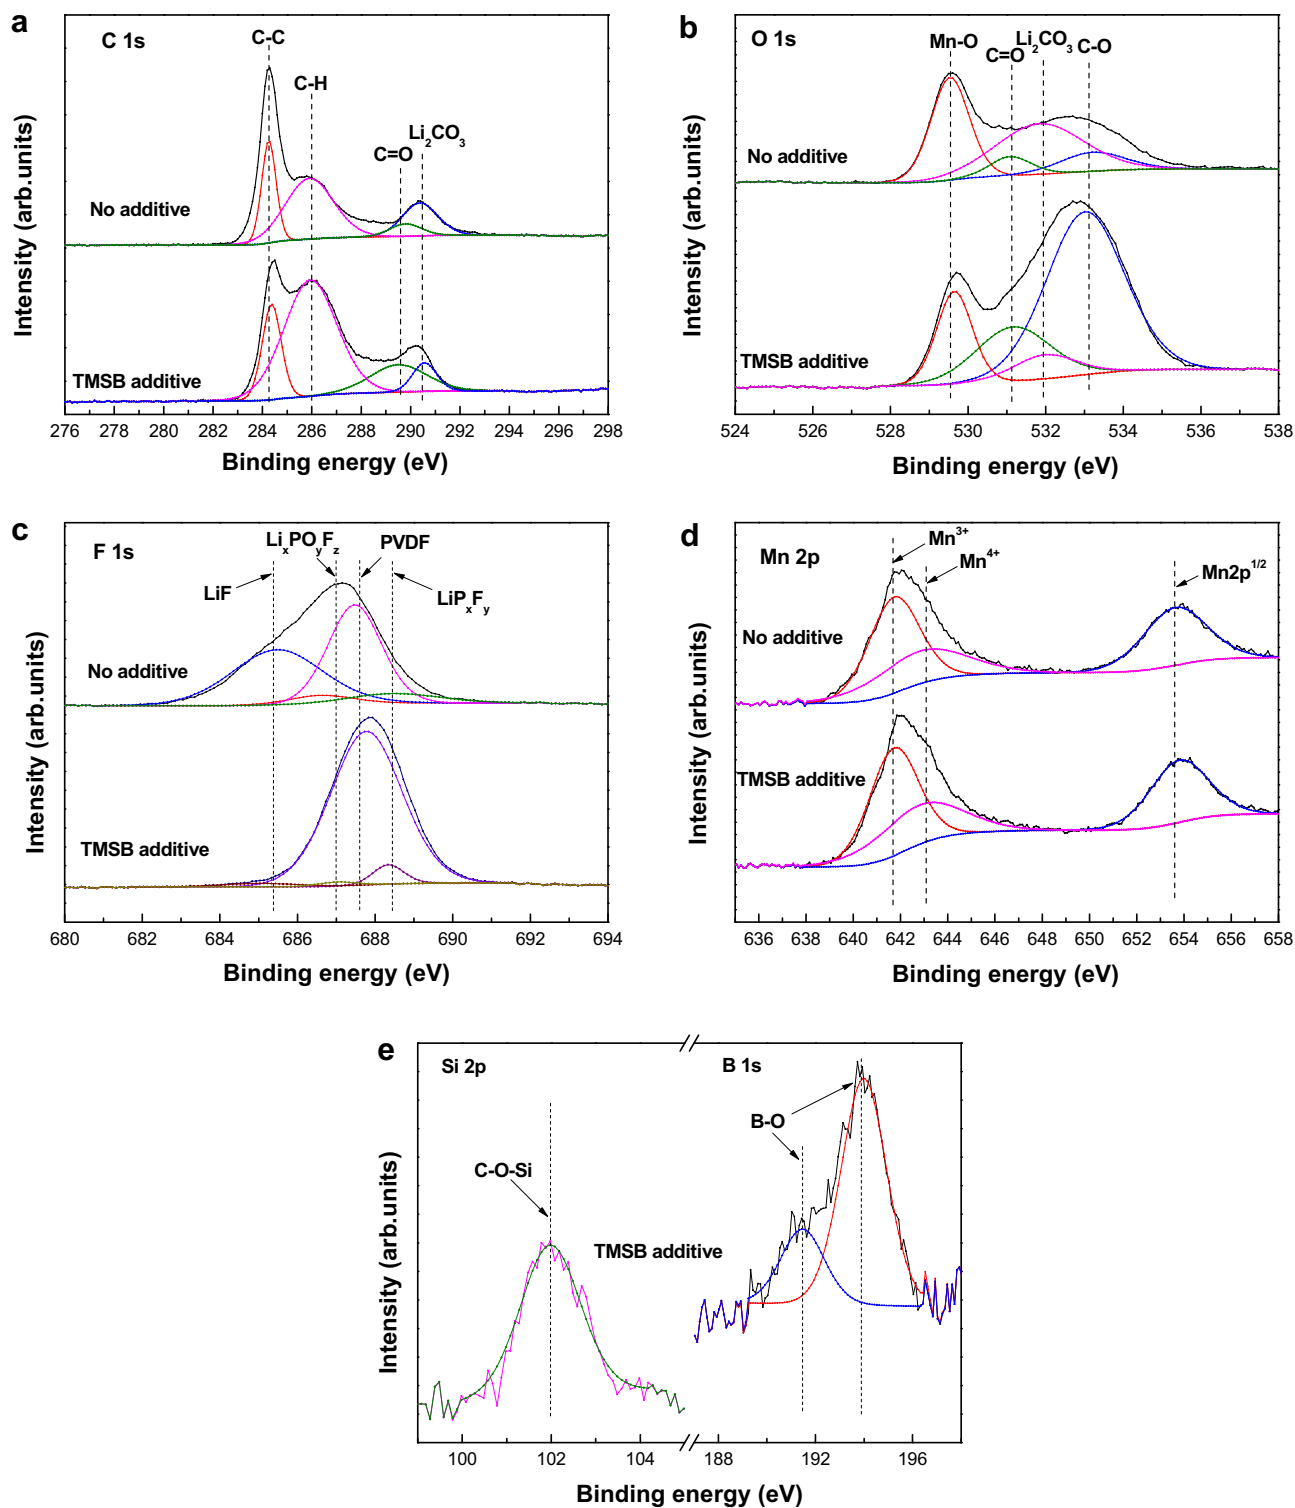 a
C 1s
C-C
C-H
C=O
Li2CO3
No additive
TMSB additive
Intensity (arb.units)
276 278 280 282 284 286 288 290 292 294 296 298
Binding energy (eV)
b
O 1s
Mn-O
C=O
Li2CO3
C-O
No additive
TMSB additive
Intensity (arb.units)
524 526 528 530 532 534 536 538
Binding energy (eV)
c
F 1s
LixPOyFz
PVDF
LiF
LiPxFy
No additive
TMSB additive
Intensity (arb.units)
680 682 684 686 688 690 692 694
Binding energy (eV)
d
Mn 2p
Mn3+
Mn4+
Mn2p1/2
No additive
TMSB additive
Intensity (arb.units)
636 638 640 642 644 646 648 650 652 654 656 658
Binding energy (eV)
e
Si 2p
B 1s
B-O
C-O-Si
TMSB additive
Intensity (arb.units)
100 102 104 188 192 196
Binding energy (eV)